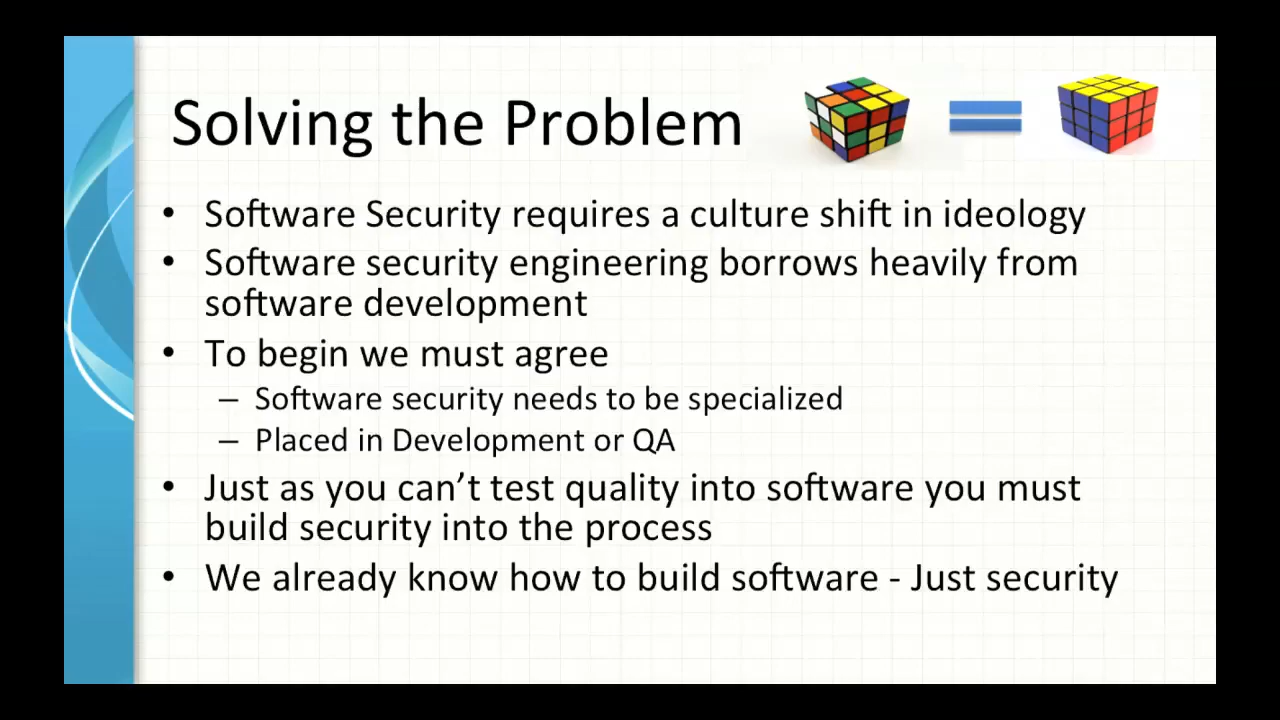 Solving the Problem
• Software Security requires a culture shift in ideology
• Software security engineering borrows heavily from
software development
• To begin we must agree
– Software security needs to be specialized
– Placed in Development or QA
• Just as you can’t test quality into software you must
build security into the process
• We already know how to build software - Just security